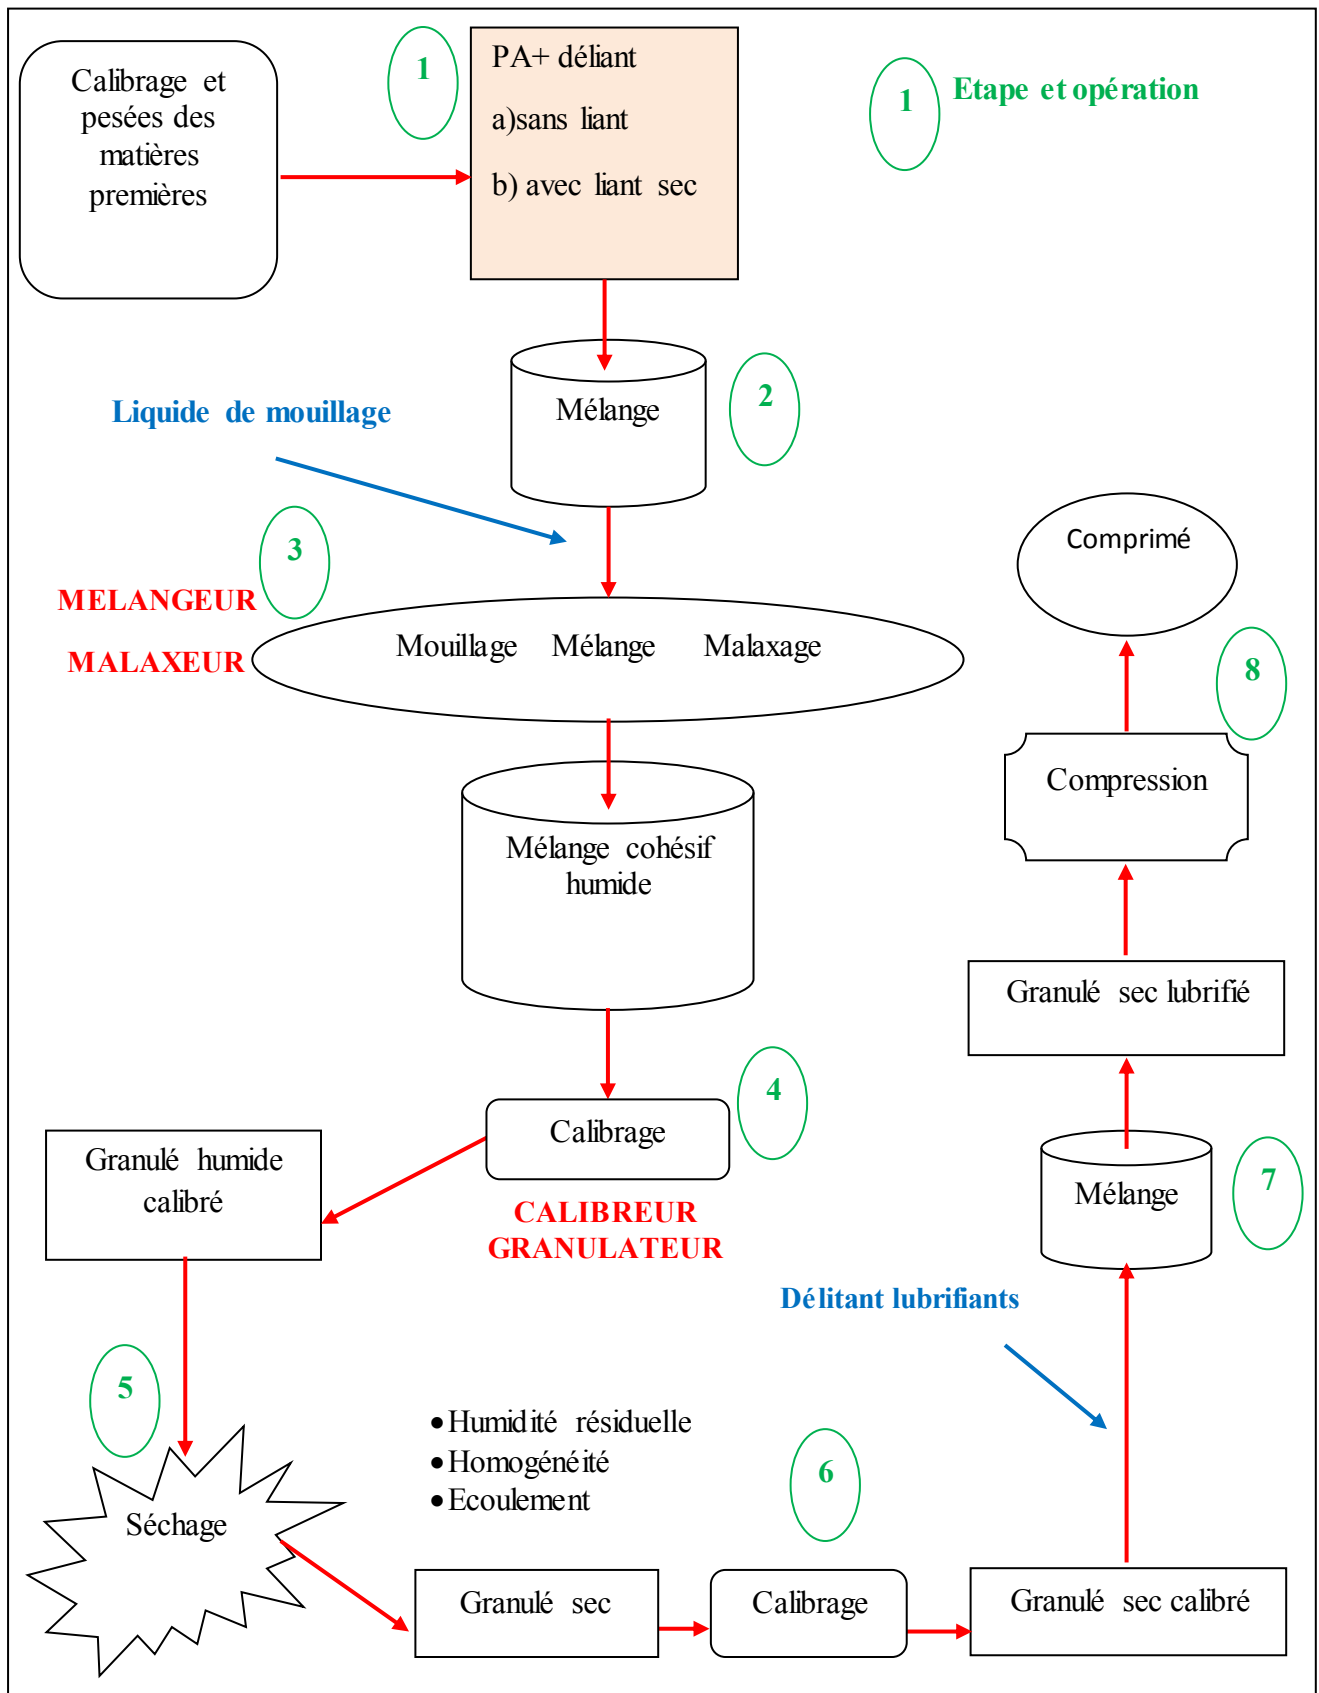 Calibrage et
pesées des
matières
premières
1
PA+ déliant
a)sans liant
b) avec liant sec
1
Etape et opération
Mélange
2
Liquide de mouillage
3
MELANGEUR
MALAXEUR
Mouillage Mélange Malaxage
Mélange cohésif
humide
Calibrage
4
CALIBREUR
GRANULATEUR
Granulé humide
calibré
5
Séchage
•Humidité résiduelle
•Homogénéité
•Ecoulement
Granulé sec
6
Calibrage
Granulé sec calibré
Délitant lubrifiants
Mélange
7
Granulé sec lubrifié
Compression
8
Comprimé